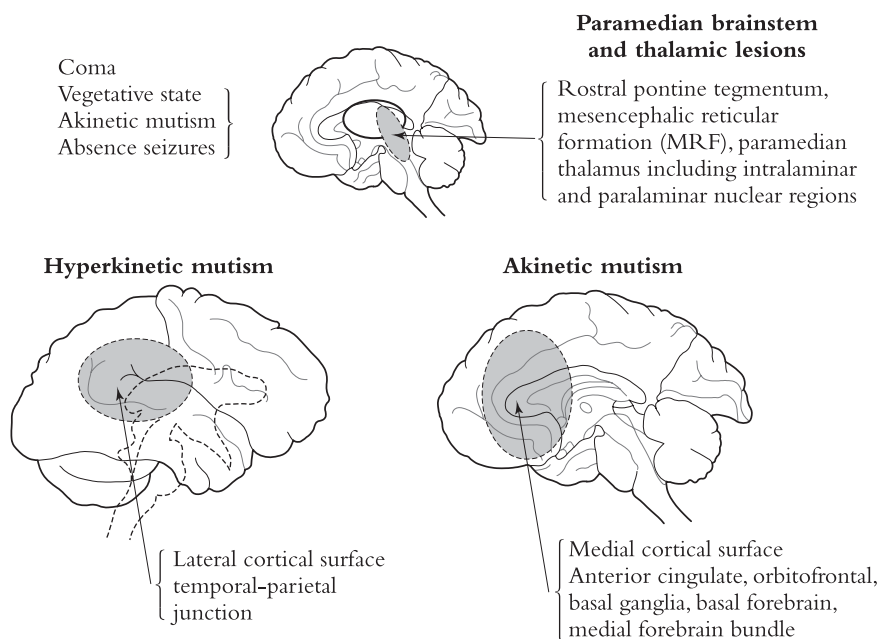 Paramedian brainstem
and thalamic lesions
Coma
Vegetative state
Akinetic mutism
Absence seizures
Rostral pontine tegmentum,
mesencephalic reticular
formation (MRF), paramedian
thalamus including intralaminar
and paralaminar nuclear regions
Hyperkinetic mutism
Lateral cortical surface
temporal-parietal
junction
Akinetic mutism
Medial cortical surface
Anterior cingulate, orbitofrontal,
basal ganglia, basal forebrain,
medial forebrain bundle